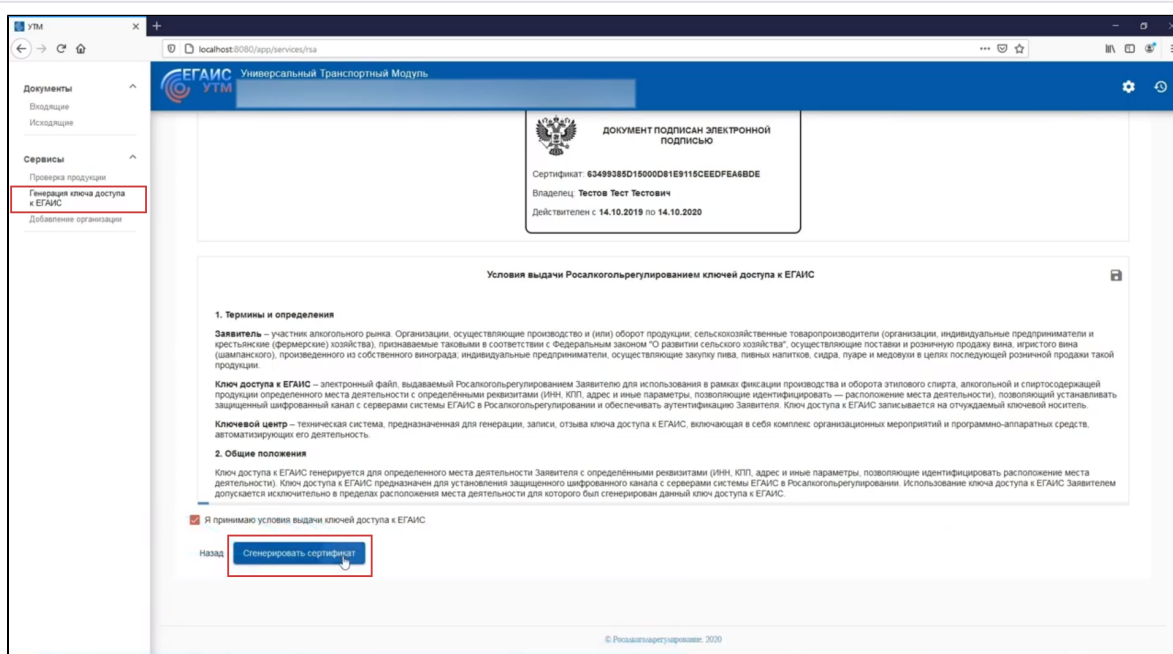 УТМ
localhost:8080/app/services/rsa
ЕГАИС
УТМ
Универсальный Транспортный Модуль
Документы
Входящие
Исходящие
Сервисы
Проверка продукции
Генерация ключа доступа
к ЕГАИС
Добавление организации
ДОКУМЕНТ ПОДПИСАН ЭЛЕКТРОННОЙ
ПОДПИСЬЮ
Сертификат: 63499385D15000D81E9115CEEDFEA6BDE
Владелец: Тестов Тест Тестович
Действителен с 14.10.2019 по 14.10.2020
Условия выдачи Росалкогольрегулированием ключей доступа к ЕГАИС
1. Термины и определения
Заявитель – участник алкогольного рынка. Организации, осуществляющие производство и (или) оборот продукции, сельскохозяйственные товаропроизводители (организации, индивидуальные предприниматели и
крестьянские (фермерские) хозяйства), признаваемые таковыми в соответствии с Федеральным законом "О развитии сельского хозяйства", осуществляющие поставки и розничную продажу вина, игристого вина
(шампанского), произведенного из собственного винограда; индивидуальные предприниматели, осуществляющие закупку пива, пивных напитков, сидра, пуаре и медовухи в целях последующей розничной продажи такой
продукции.
Ключ доступа к ЕГАИС – электронный файл, выдаваемый Росалкогольрегулированием Заявителю для использования в рамках фиксации производства и оборота этилового спирта, алкогольной и спиртосодержащей
продукции определенного места деятельности с определёнными реквизитами (ИНН, КПП, адрес и иные параметры, позволяющие идентифицировать — расположение места деятельности), позволяющий устанавливать
защищенный шифрованный канал с серверами системы ЕГАИС в Росалкогольрегулировании и обеспечивать аутентификацию Заявителя. Ключ доступа к ЕГАИС записывается на отчуждаемый ключевой носитель.
Ключевой центр – техническая система, предназначенная для генерации, записи, отзыва ключа доступа к ЕГАИС, включающая в себя комплекс организационных мероприятий и программно-аппаратных средств,
автоматизирующих его деятельность.
2. Общие положения
Ключ доступа к ЕГАИС генерируется для определенного места деятельности Заявителя с определёнными реквизитами (ИНН, КПП, адрес и иные параметры, позволяющие идентифицировать расположение места
деятельности). Ключ доступа к ЕГАИС предназначен для установления защищенного шифрованного канала с серверами системы ЕГАИС в Росалкогольрегулировании. Использование ключа доступа к ЕГАИС Заявителем
допускается исключительно в пределах расположения места деятельности для которого был сгенерирован данный ключ доступа к ЕГАИС.
Я принимаю условия выдачи ключей доступа к ЕГАИС
Назад
Сгенерировать сертификат
© Росалкогольрегулирование, 2020